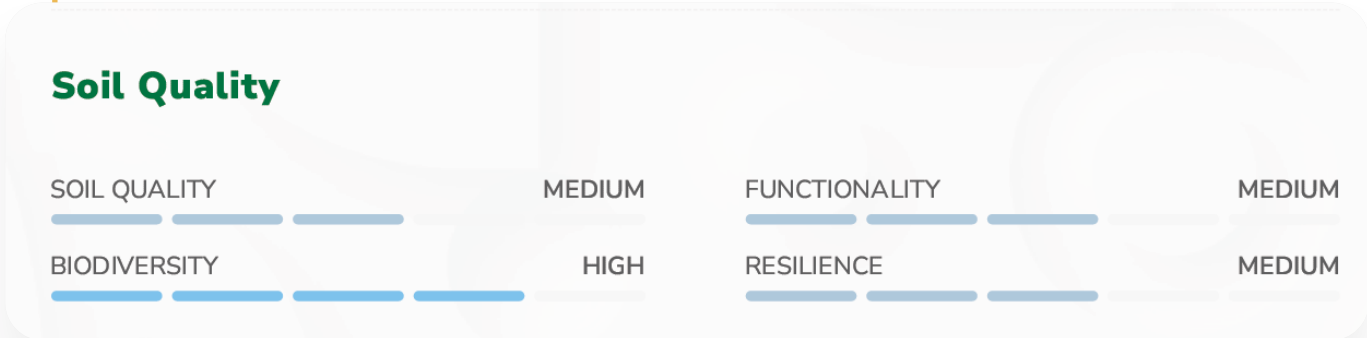 Soil Quality
SOIL QUALITY MEDIUM
FUNCTIONALITY MEDIUM
BIODIVERSITY HIGH
RESILIENCE MEDIUM